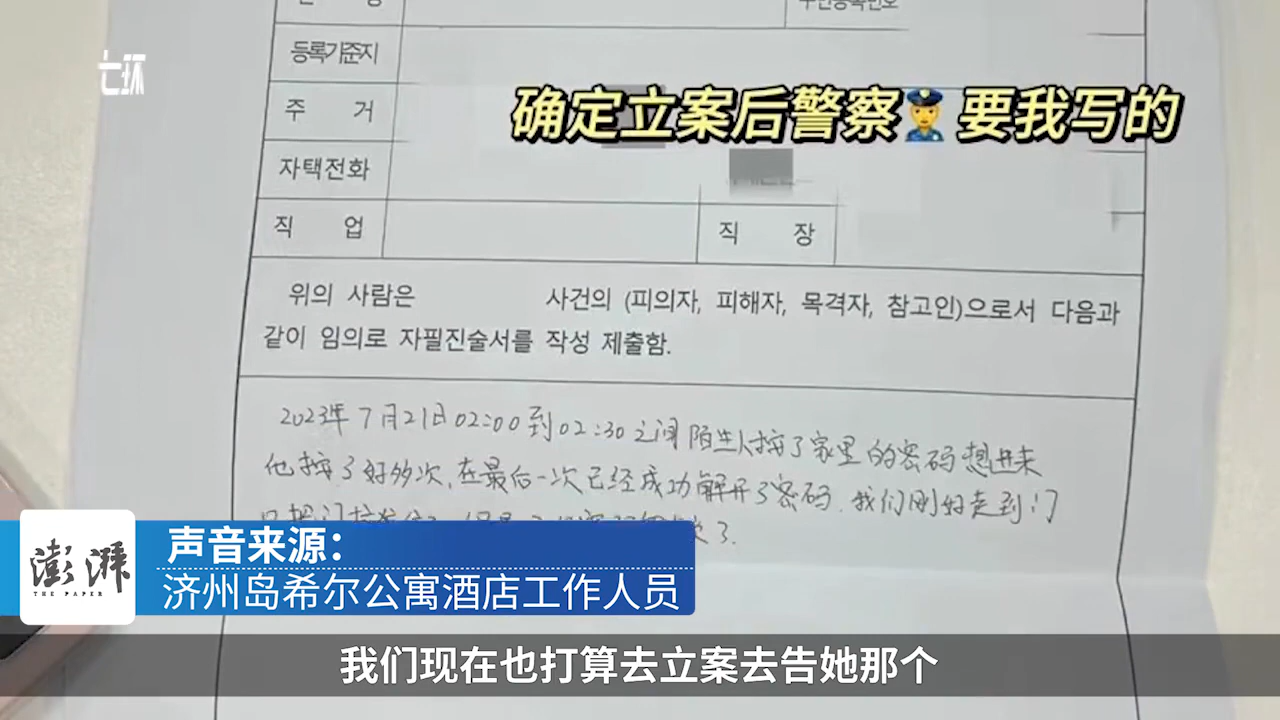 七环
등록기준지
确定立案后警察 要我写的
주 거
자택전화
직 업
직 장
위의 사람은 사건의 (피의자, 피해자, 목격자, 참고인)으로서 다음과
같이 임의로 자필진술서를 작성 제출함.
2023年7月21日02:00到02:30之间陌生人按了家里的密码想进来
他按了好多次,在最后一次已经成功解开了密码.我们刚好走到门
声音来源:
澎湃
THE PAPER
济州岛希尔公寓酒店工作人员
我们现在也打算去立案去告她那个